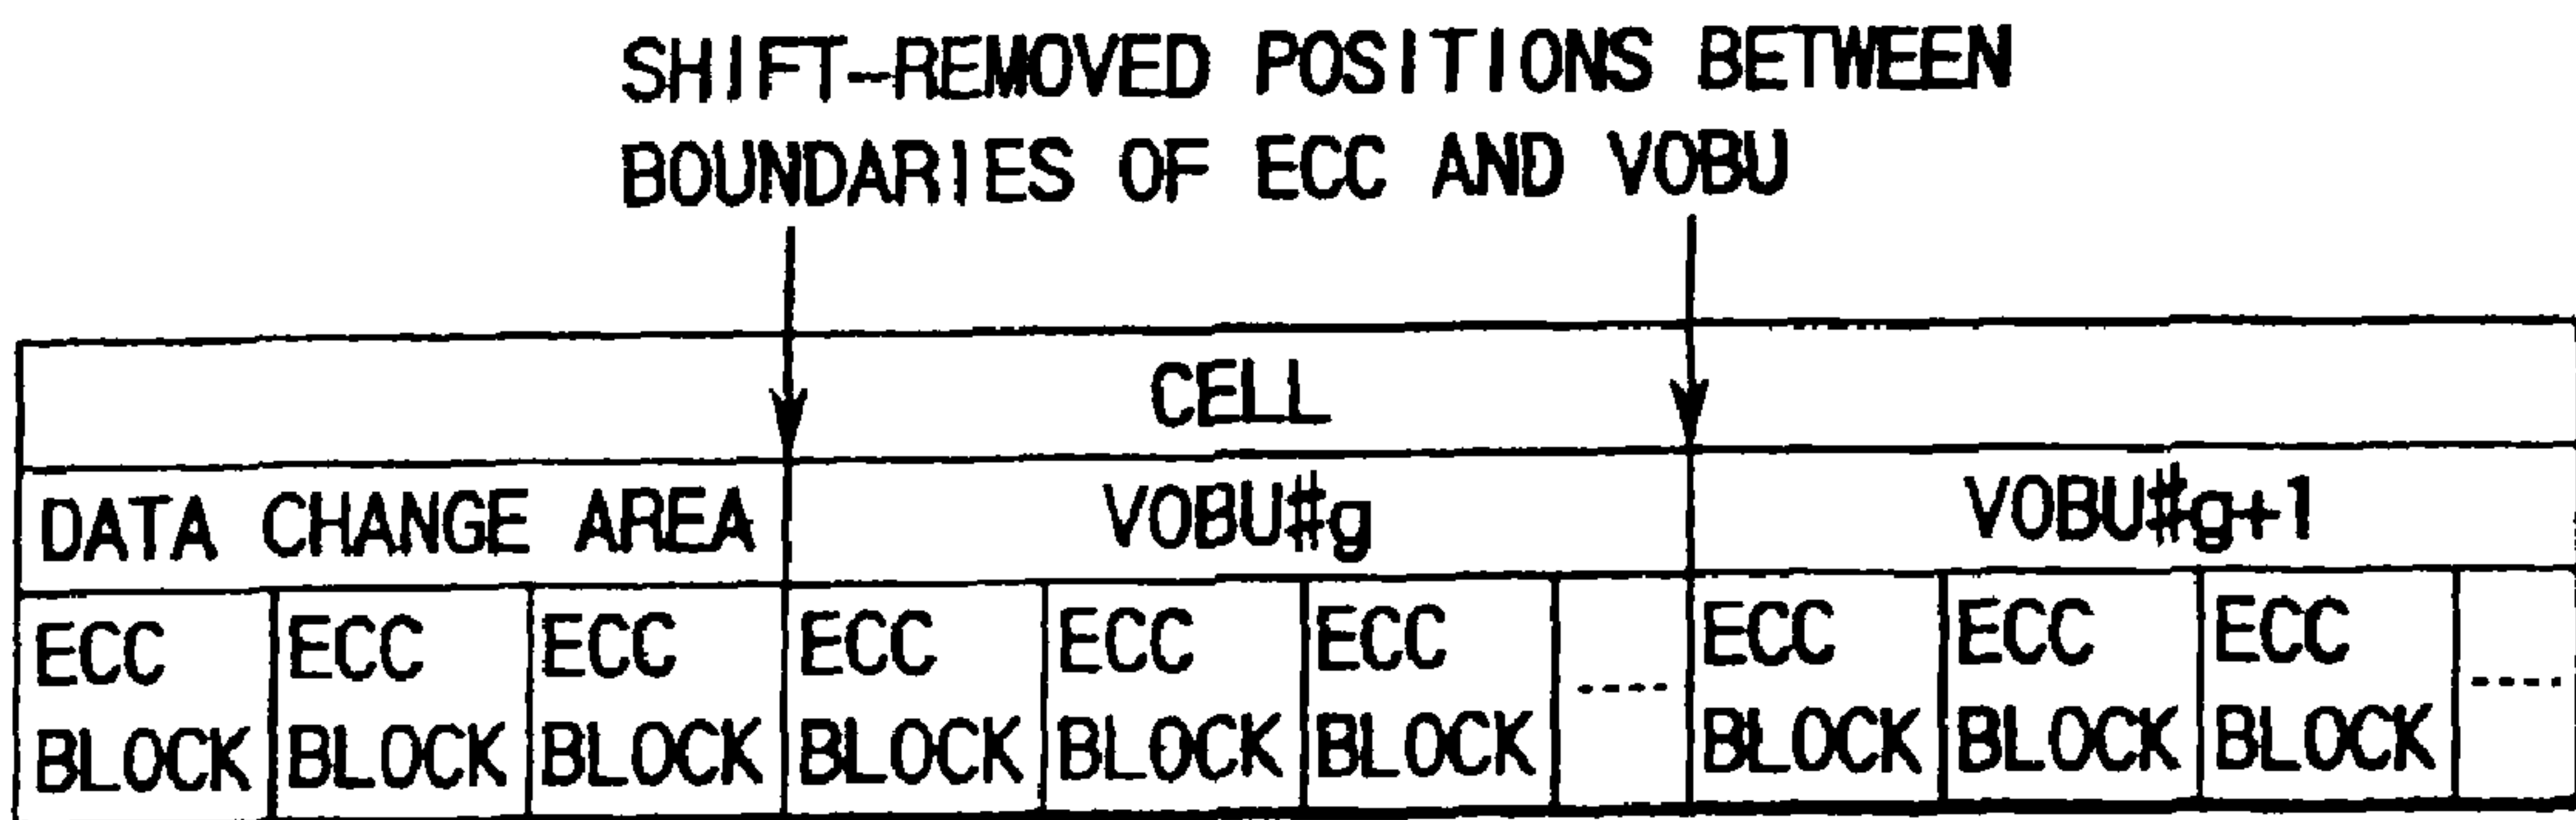 SHIFT-REMOVED POSITIONS BETWEEN
BOUNDARIES OF ECC AND VOBU
CELL
DATA CHANGE AREA VOBU#g VOBU#g+1
ECC ECC ECC ECC ECC ECC ---- ECC ECC ECC ----
BLOCK BLOCK BLOCK BLOCK BLOCK BLOCK BLOCK BLOCK BLOCK